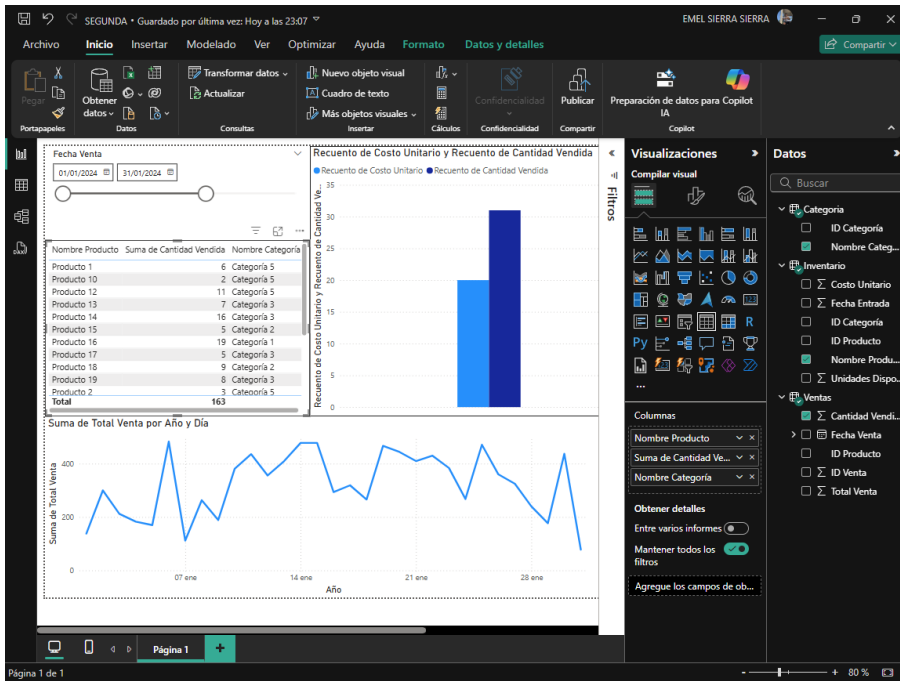 SEGUNDA • Guardado por última vez: Hoy a las 23:07
EMEL SIERRA SIERRA
Archivo Inicio Insertar Modelado Ver Optimizar Ayuda Formato Datos y detalles
Compartir
Pegar
Portapapeles
Obtener datos
Datos
Transformar datos
Actualizar
Consultas
Nuevo objeto visual
Cuadro de texto
Más objetos visuales
Insertar
Cálculos
Confidencialidad
Confidencialidad
Publicar
Compartir
Preparación de datos para IA
Copilot
Copilot
Fecha Venta
01/01/2024 31/01/2024
Nombre Producto Suma de Cantidad Vendida Nombre Categoría
Producto 1 6 Categoría 5
Producto 10 2 Categoría 5
Producto 12 11 Categoría 5
Producto 13 7 Categoría 3
Producto 14 16 Categoría 3
Producto 15 5 Categoría 2
Producto 16 19 Categoría 1
Producto 17 5 Categoría 3
Producto 18 9 Categoría 2
Producto 19 8 Categoría 3
Producto 2 3 Categoría 5
Total 163
Recuento de Costo Unitario y Recuento de Cantidad Vendida
Recuento de Costo Unitario Recuento de Cantidad Vendida
Recuento de Costo Unitario y Recuento de Cantidad Ve...
35
30
25
20
15
10
5
0
Suma de Total Venta por Año y Día
Suma de Total Venta
400
200
0
07 ene 14 ene 21 ene 28 ene
Año
Filtros
Visualizaciones
Compilar visual
R
Py
123
...
Columnas
Nombre Producto
Suma de Cantidad Ve...
Nombre Categoría
Obtener detalles
Entre varios informes
Mantener todos los filtros
Agregue los campos de ob...
Datos
Buscar
Categoria
ID Categoría
Nombre Categ...
Inventario
Costo Unitario
Fecha Entrada
ID Categoría
ID Producto
Nombre Produ...
Unidades Dispo...
Ventas
Cantidad Vendi...
Fecha Venta
ID Producto
ID Venta
Total Venta
Página 1
Página 1 de 1
80 %